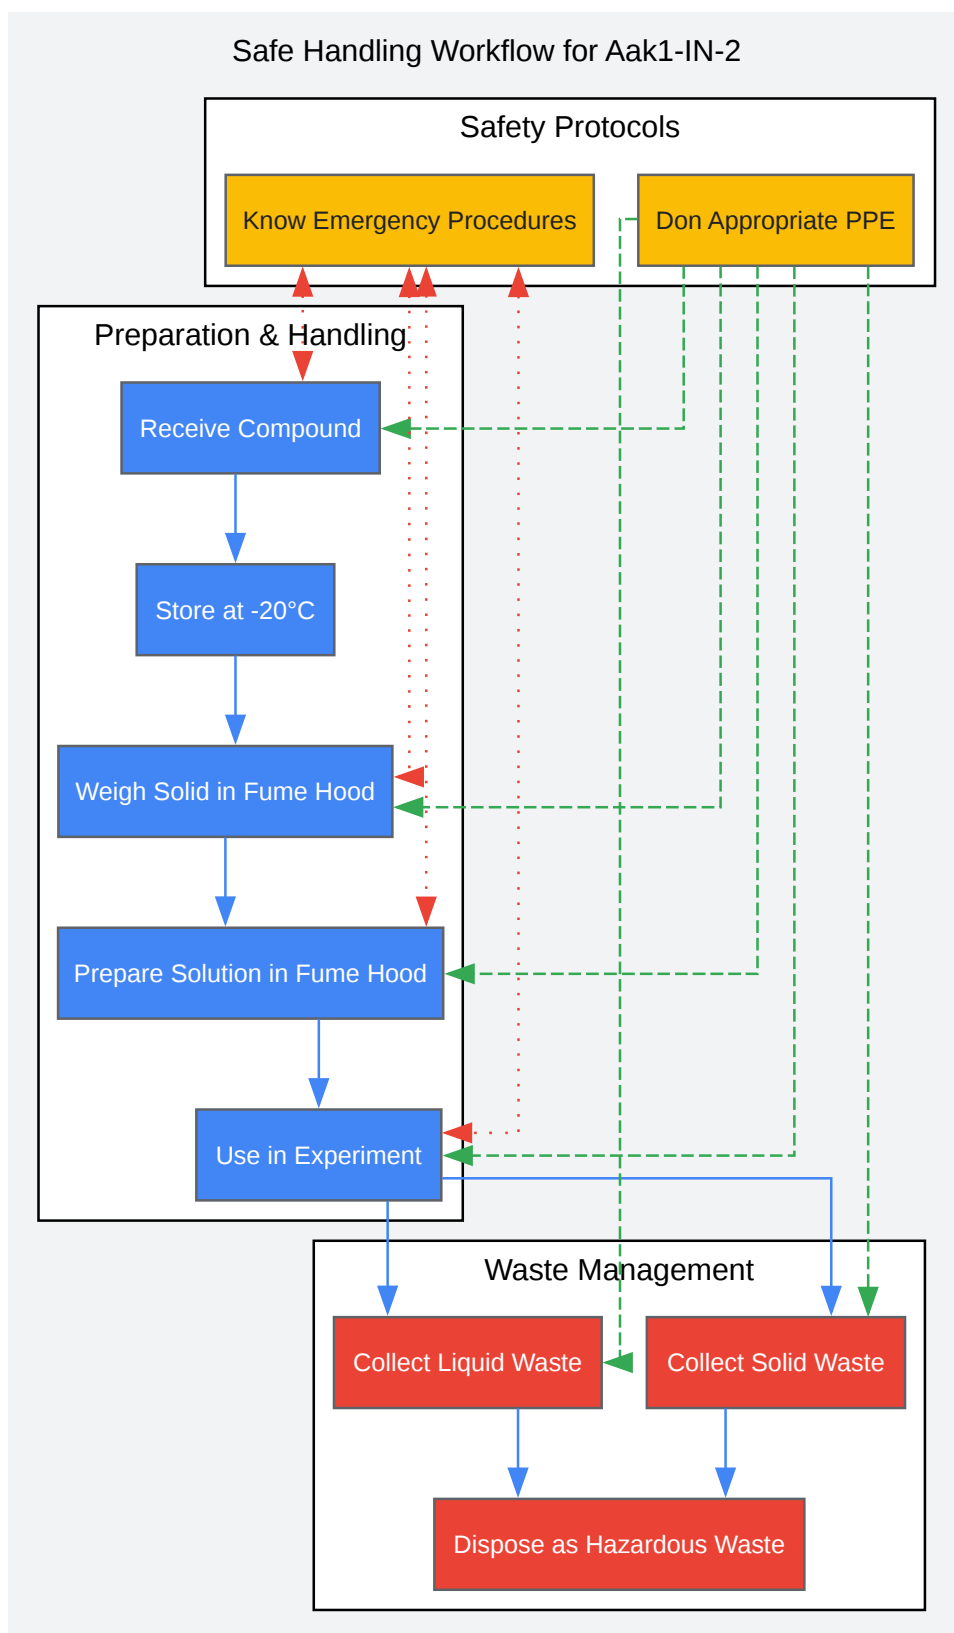 Safe Handling Workflow for Aak1-IN-2
Safety Protocols
Know Emergency Procedures
Don Appropriate PPE
Preparation & Handling
Receive Compound
Store at -20°C
Weigh Solid in Fume Hood
Prepare Solution in Fume Hood
Use in Experiment
Waste Management
Collect Liquid Waste
Collect Solid Waste
Dispose as Hazardous Waste